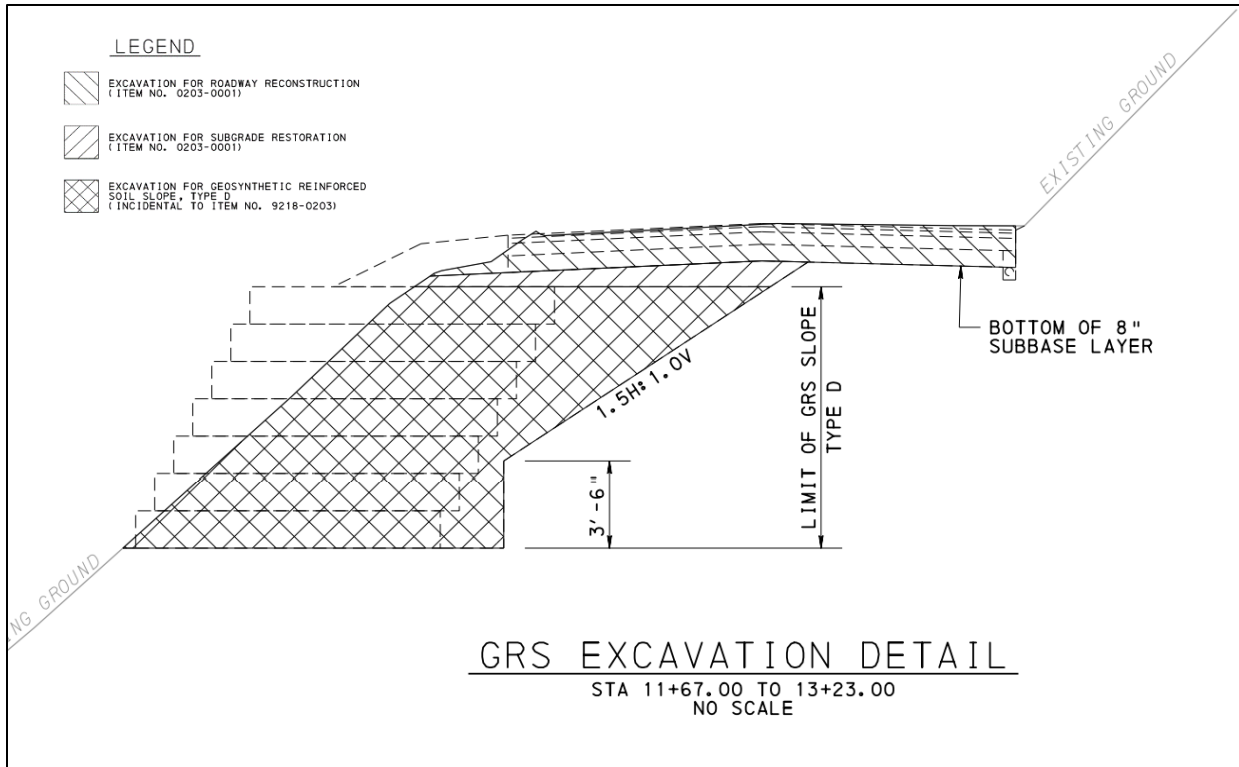 LEGEND
EXCAVATION FOR ROADWAY RECONSTRUCTION
(ITEM NO. 0203-0001)
EXCAVATION FOR SUBGRADE RESTORATION
(ITEM NO. 0203-0001)
EXCAVATION FOR GEOSYNTHETIC REINFORCED
SOIL SLOPE, TYPE D
(INCIDENTAL TO ITEM NO. 9218-0203)
EXISTING GROUND
BOTTOM OF 8"
SUBBASE LAYER
1.5H:1.0V
LIMIT OF GRS SLOPE
TYPE D
3'-6"
NG GROUND
GRS EXCAVATION DETAIL
STA 11+67.00 TO 13+23.00
NO SCALE